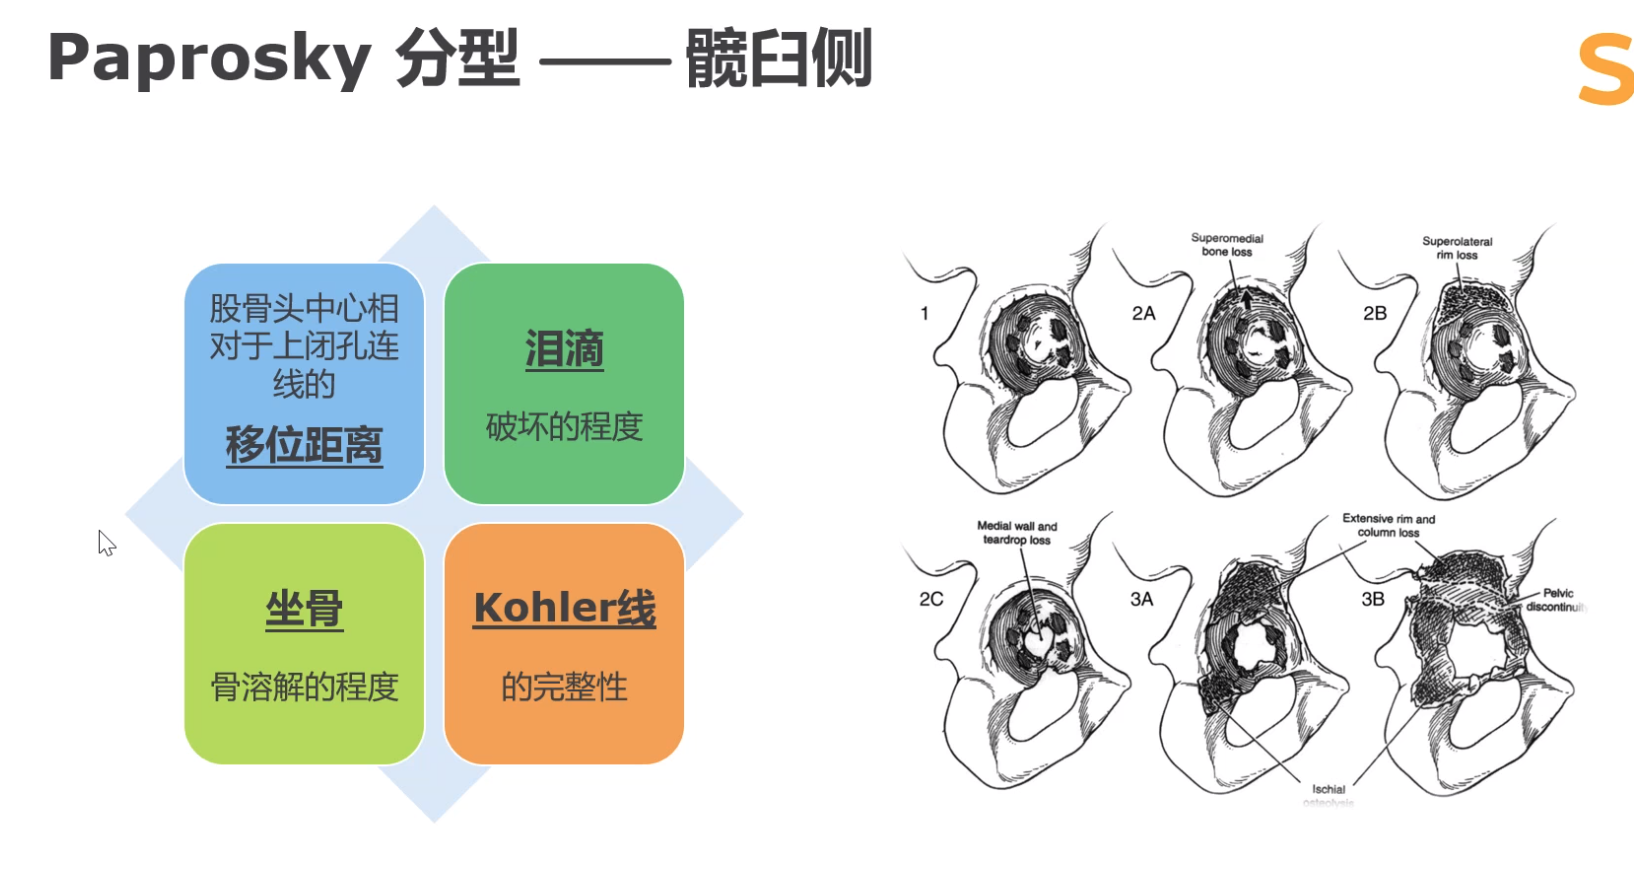 Paprosky 分型 —— 髋臼侧
S
股骨头中心相
对于上闭孔连
线的
移位距离
泪滴
破坏的程度
坐骨
骨溶解的程度
Kohler线
的完整性
1
Superomedial
bone loss
2A
Superolateral
rim loss
2B
Medial wall and
teardrop loss
2C
Extensive rim and
column loss
3A
3B
Pelvic
discontinuit
Ischial
osteolysis